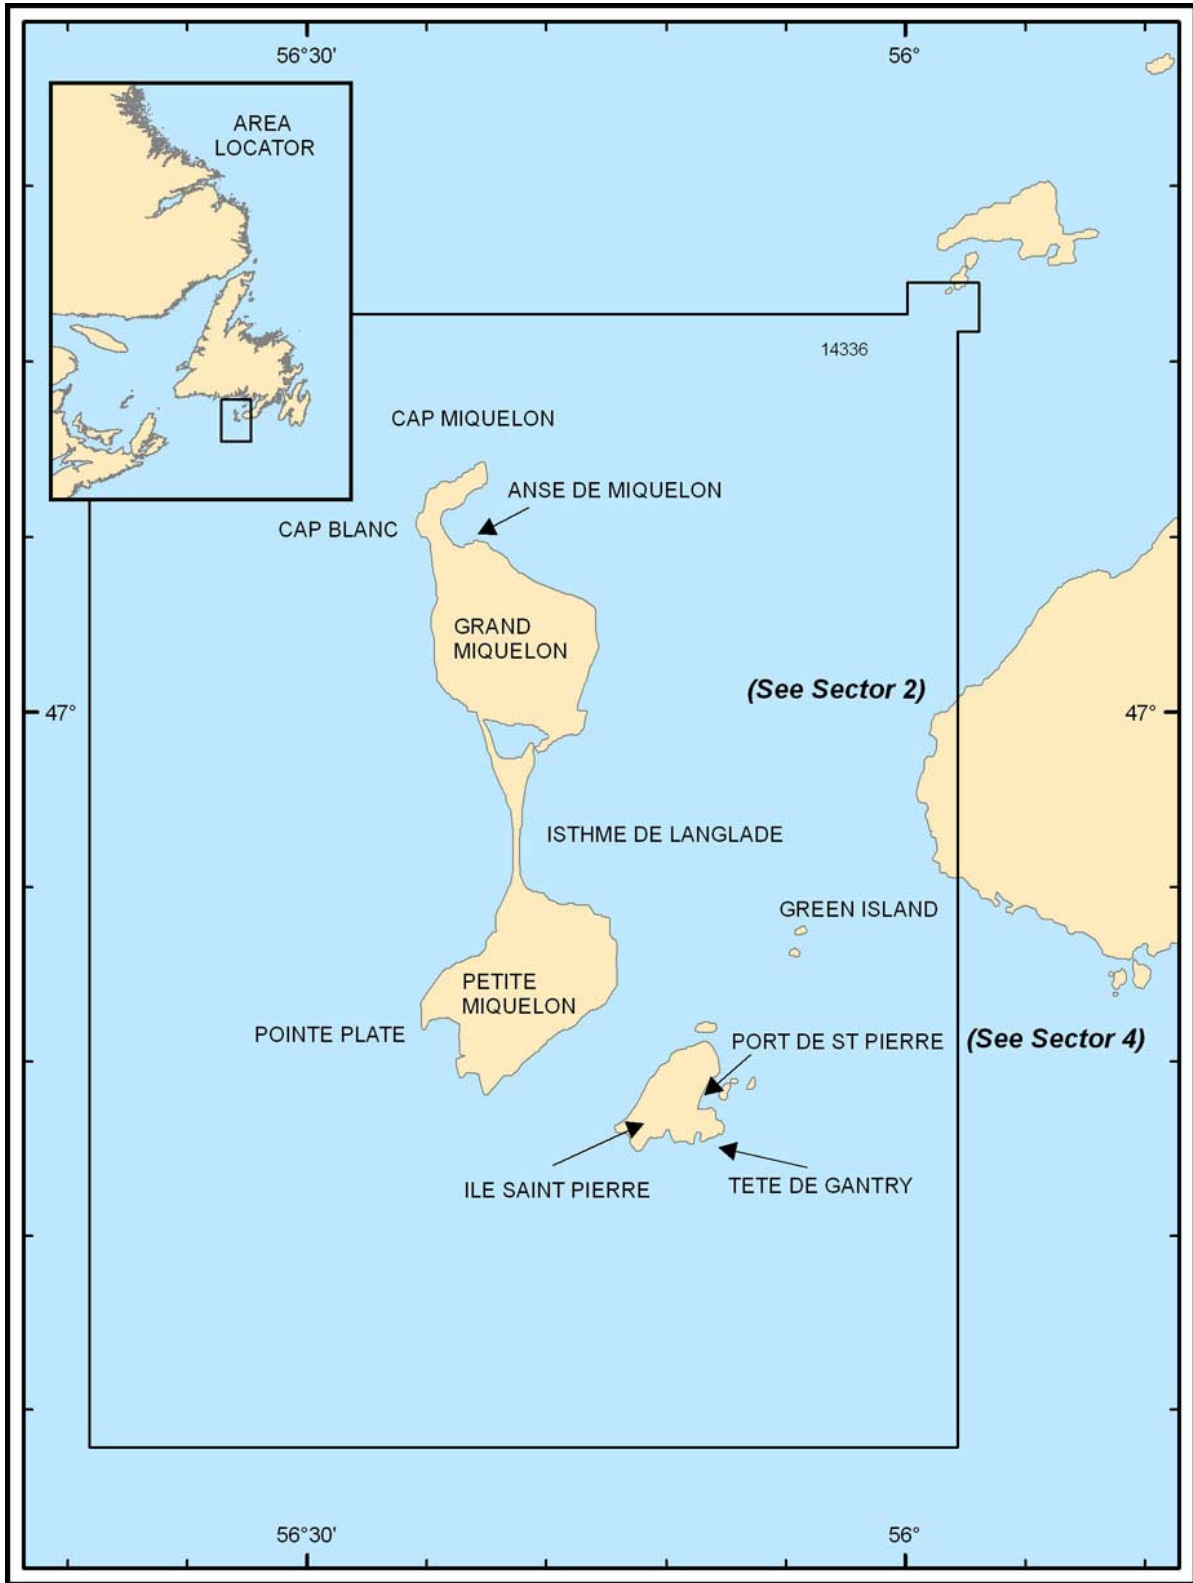 56°30'
56°
AREA
LOCATOR
14336
CAP MIQUELON
ANSE DE MIQUELON
CAP BLANC
GRAND
MIQUELON
(See Sector 2)
47°
47°
ISTHME DE LANGLADE
GREEN ISLAND
PETITE
MIQUELON
POINTE PLATE
PORT DE ST PIERRE
(See Sector 4)
ILE SAINT PIERRE
TETE DE GANTRY
56°30'
56°